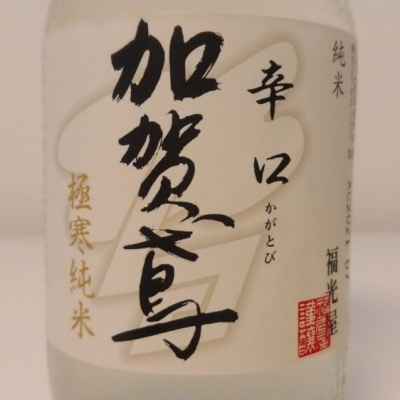 純米
辛口
かがとび
加賀鳶
極寒純米
福光屋